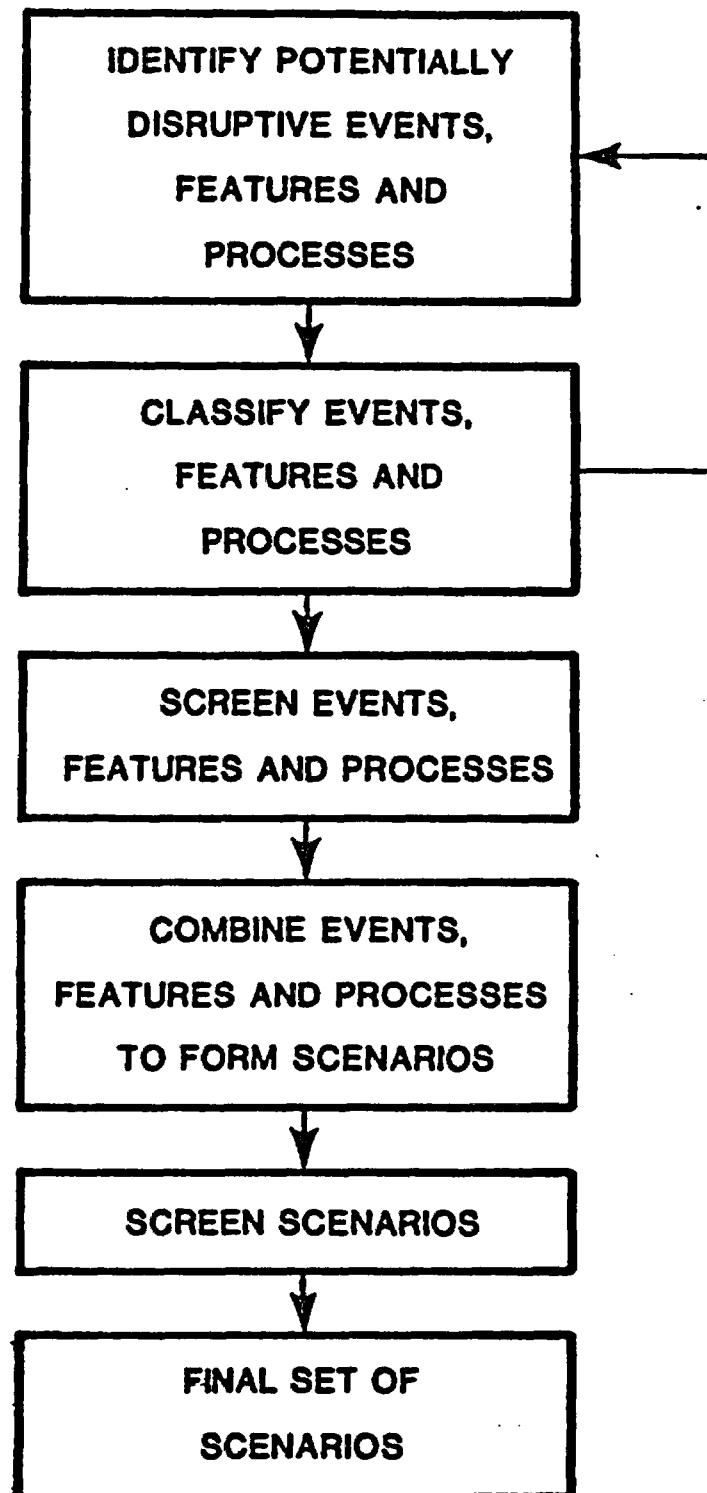 IDENTIFY POTENTIALLY
DISRUPTIVE EVENTS,
FEATURES AND
PROCESSES
CLASSIFY EVENTS,
FEATURES AND
PROCESSES
SCREEN EVENTS,
FEATURES AND PROCESSES
COMBINE EVENTS,
FEATURES AND PROCESSES
TO FORM SCENARIOS
SCREEN SCENARIOS
FINAL SET OF
SCENARIOS